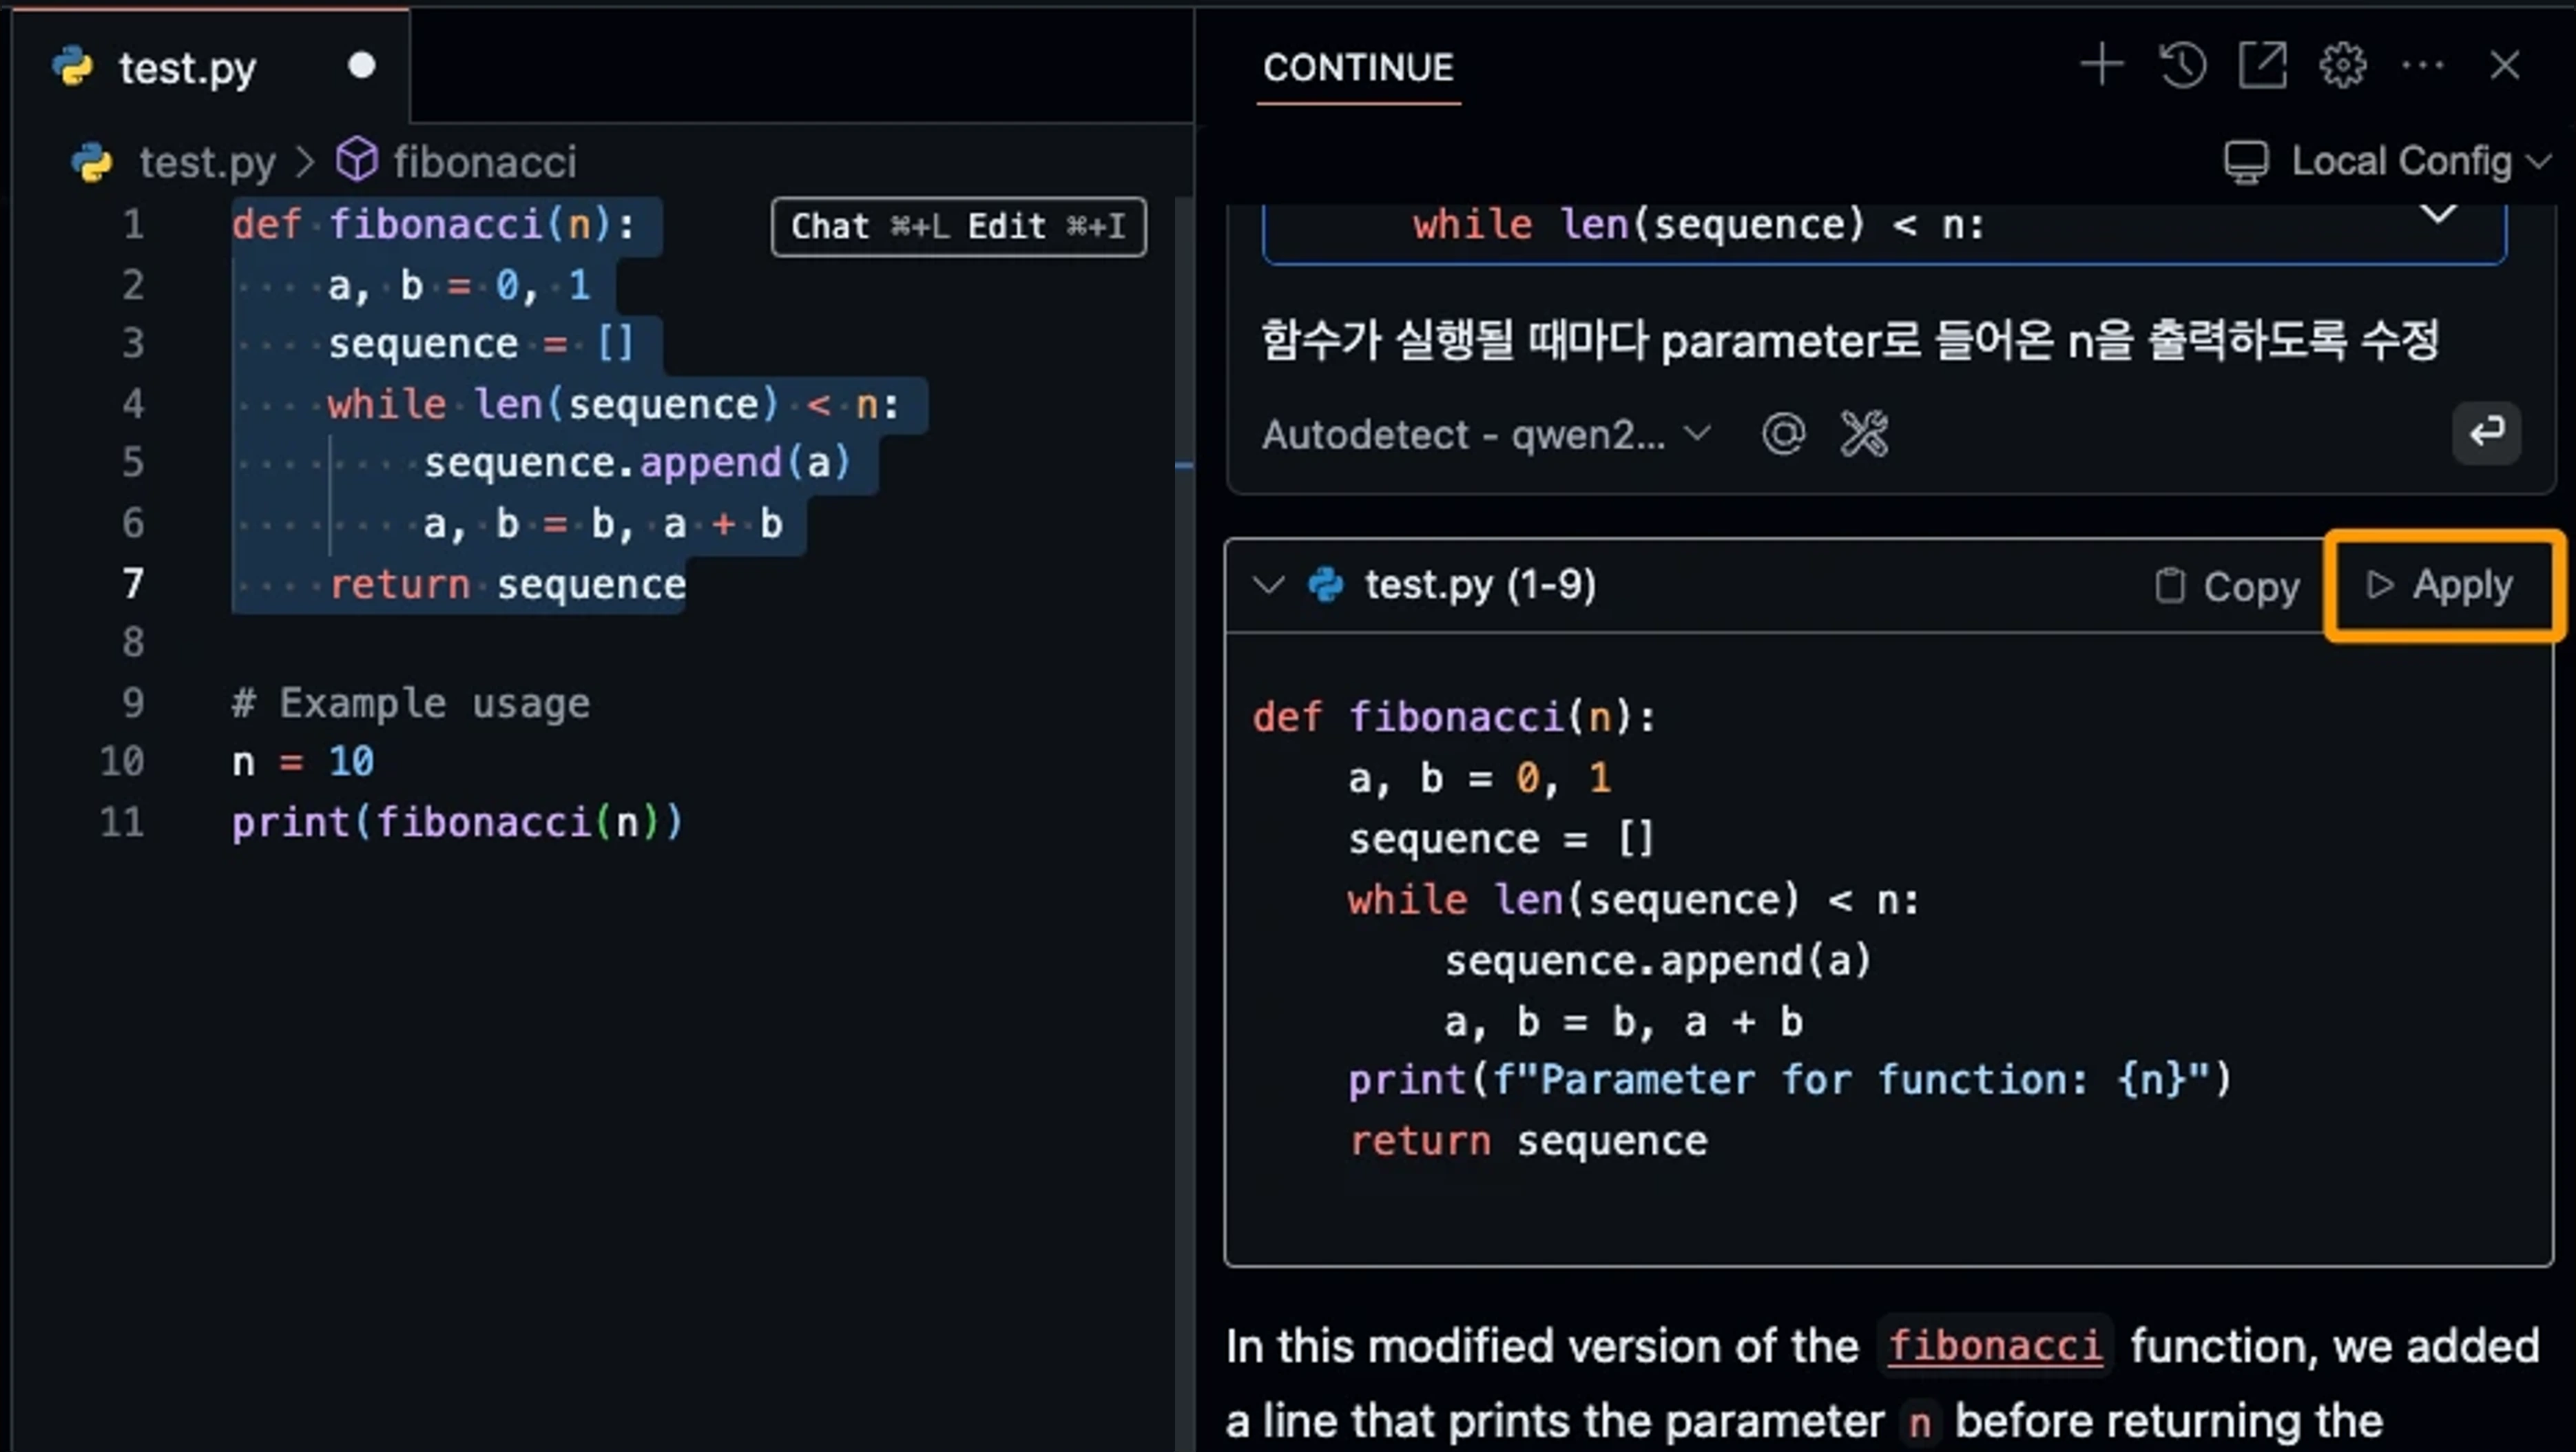 test.py
test.py > fibonacci
Chat ⌘+L Edit ⌘+I
1 def fibonacci(n):
2     a, b = 0, 1
3     sequence = []
4     while len(sequence) < n:
5         sequence.append(a)
6         a, b = b, a + b
7     return sequence
8
9 # Example usage
10 n = 10
11 print(fibonacci(n))
CONTINUE
Local Config
while len(sequence) < n:
함수가 실행될 때마다 parameter로 들어온 n을 출력하도록 수정
Autodetect - qwen2...
test.py (1-9) Copy Apply
def fibonacci(n):
    a, b = 0, 1
    sequence = []
    while len(sequence) < n:
        sequence.append(a)
        a, b = b, a + b
    print(f"Parameter for function: {n}")
    return sequence
In this modified version of the fibonacci function, we added
a line that prints the parameter n before returning the